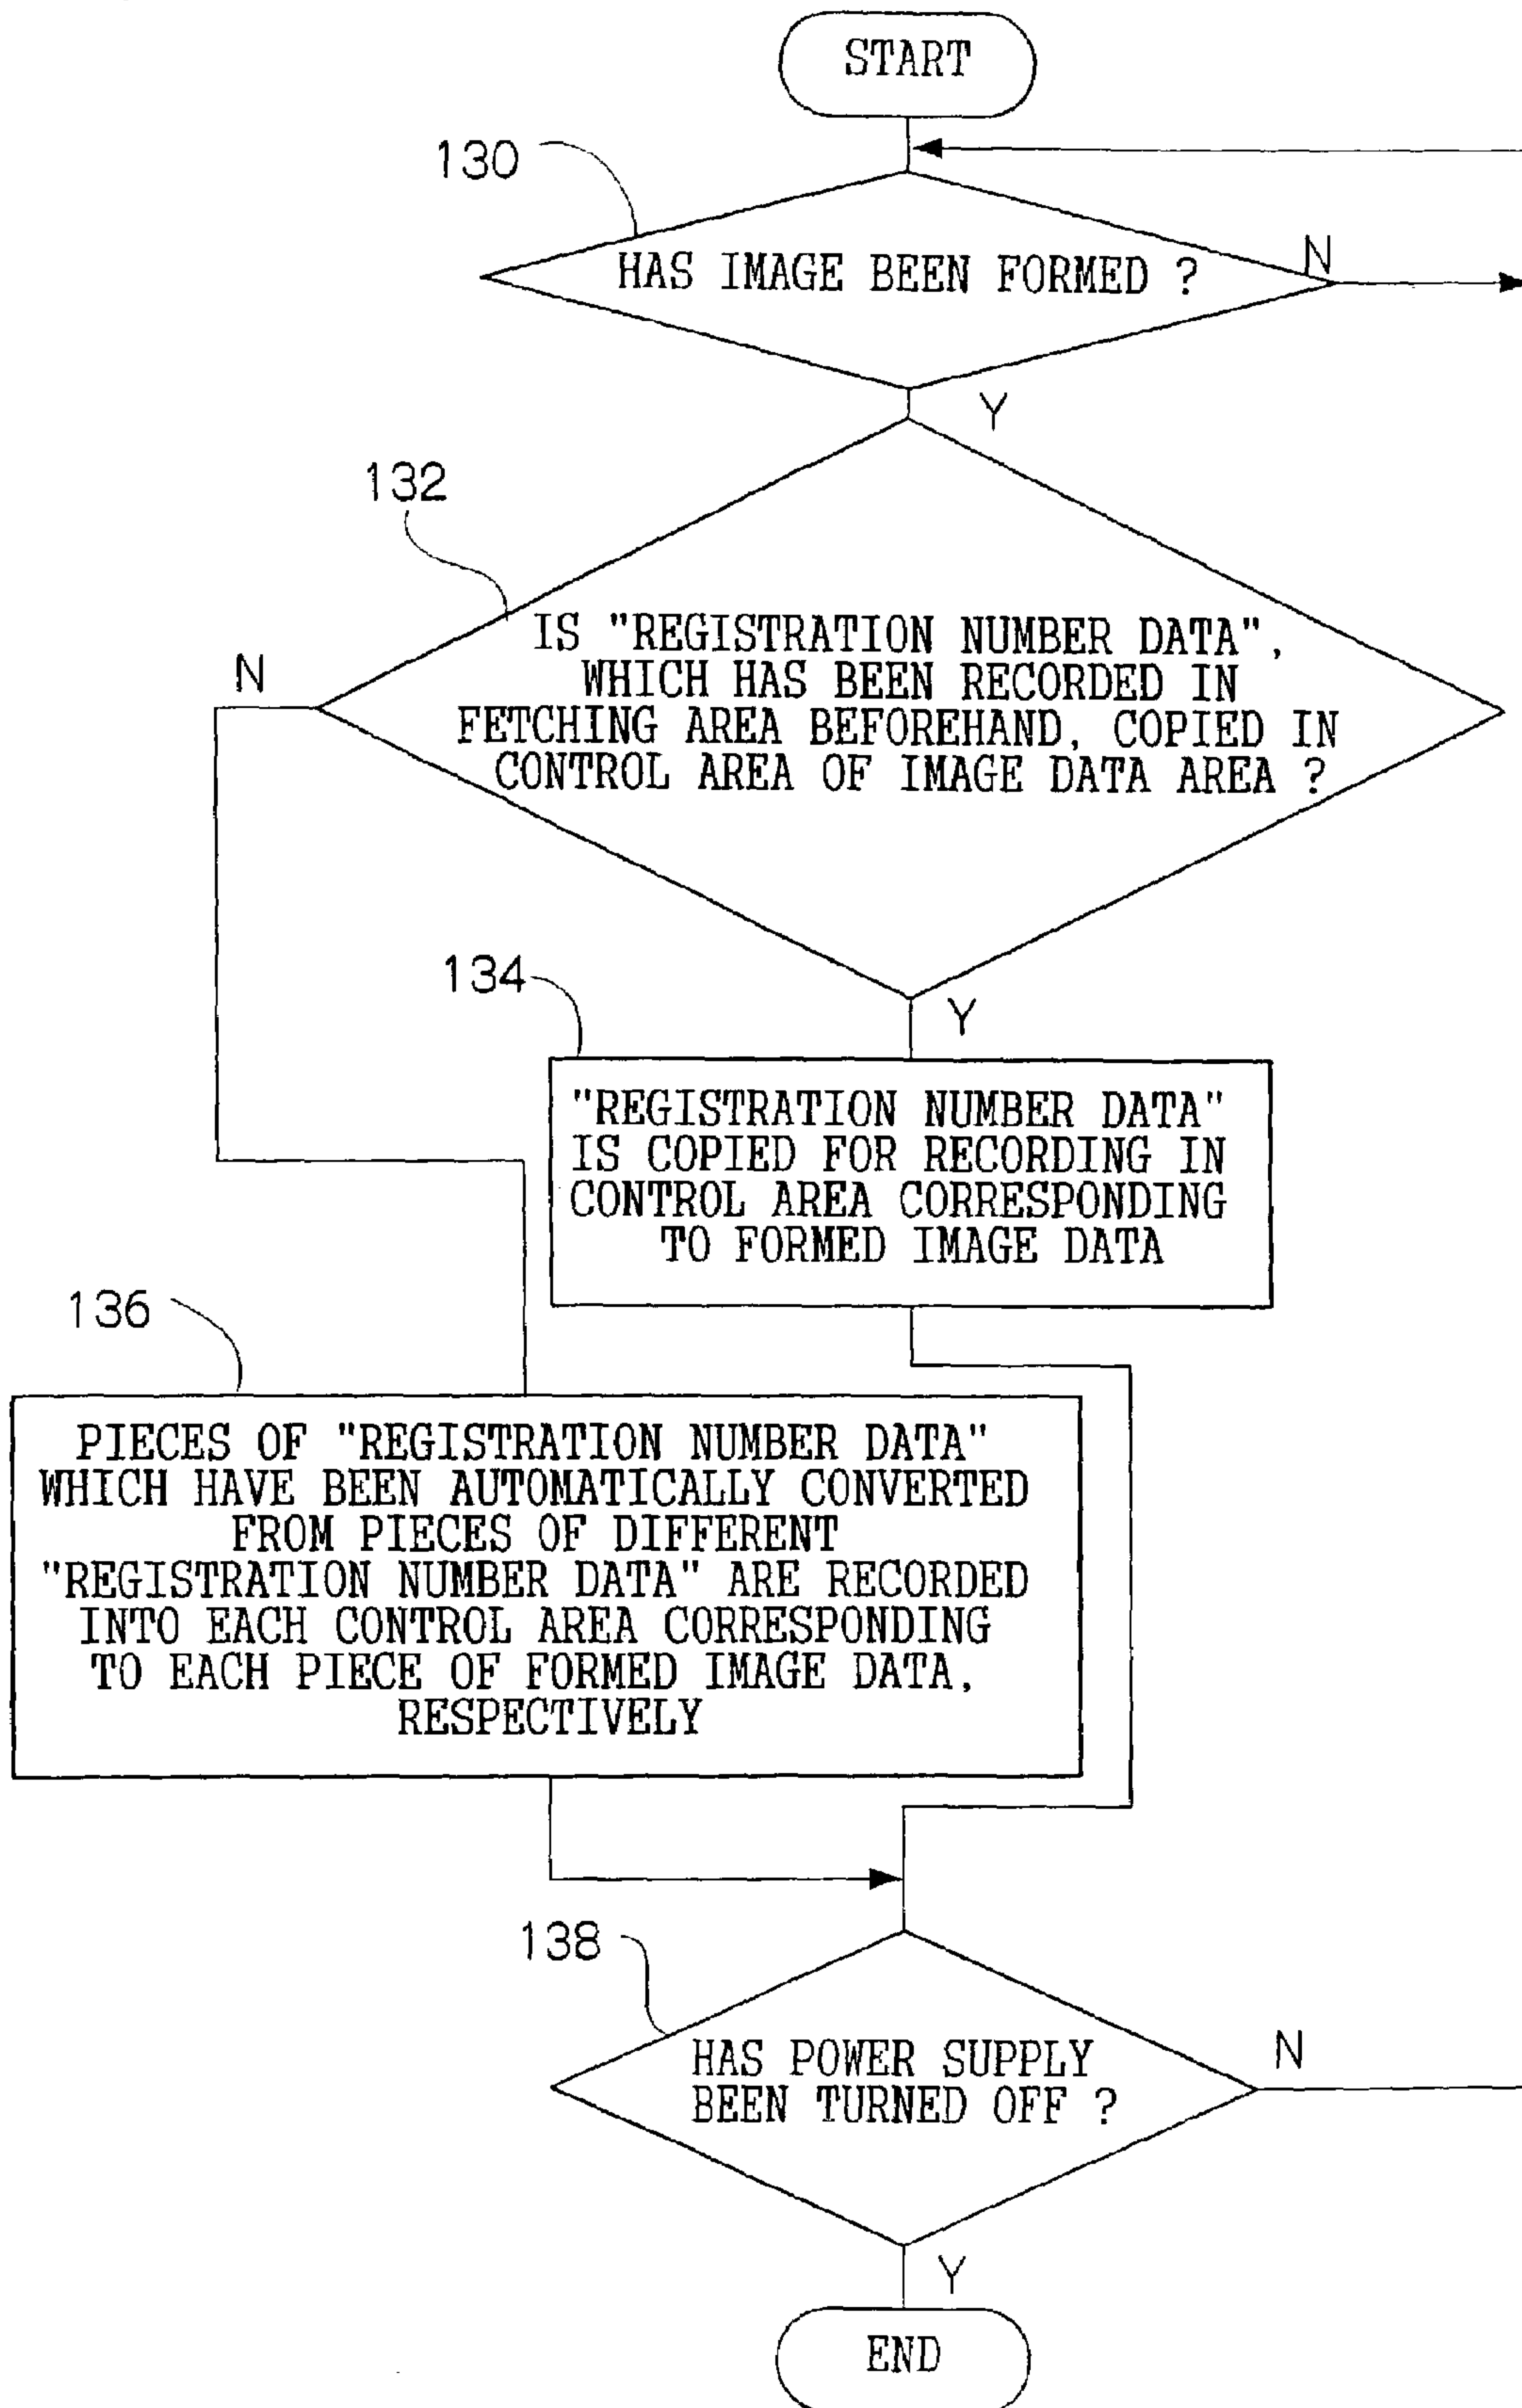 START
130
HAS IMAGE BEEN FORMED ?
N
Y
132
IS "REGISTRATION NUMBER DATA",
WHICH HAS BEEN RECORDED IN
FETCHING AREA BEFOREHAND, COPIED IN
CONTROL AREA OF IMAGE DATA AREA ?
N
Y
134
"REGISTRATION NUMBER DATA"
IS COPIED FOR RECORDING IN
CONTROL AREA CORRESPONDING
TO FORMED IMAGE DATA
136
PIECES OF "REGISTRATION NUMBER DATA"
WHICH HAVE BEEN AUTOMATICALLY CONVERTED
FROM PIECES OF DIFFERENT
"REGISTRATION NUMBER DATA" ARE RECORDED
INTO EACH CONTROL AREA CORRESPONDING
TO EACH PIECE OF FORMED IMAGE DATA,
RESPECTIVELY
138
HAS POWER SUPPLY
BEEN TURNED OFF ?
N
Y
END